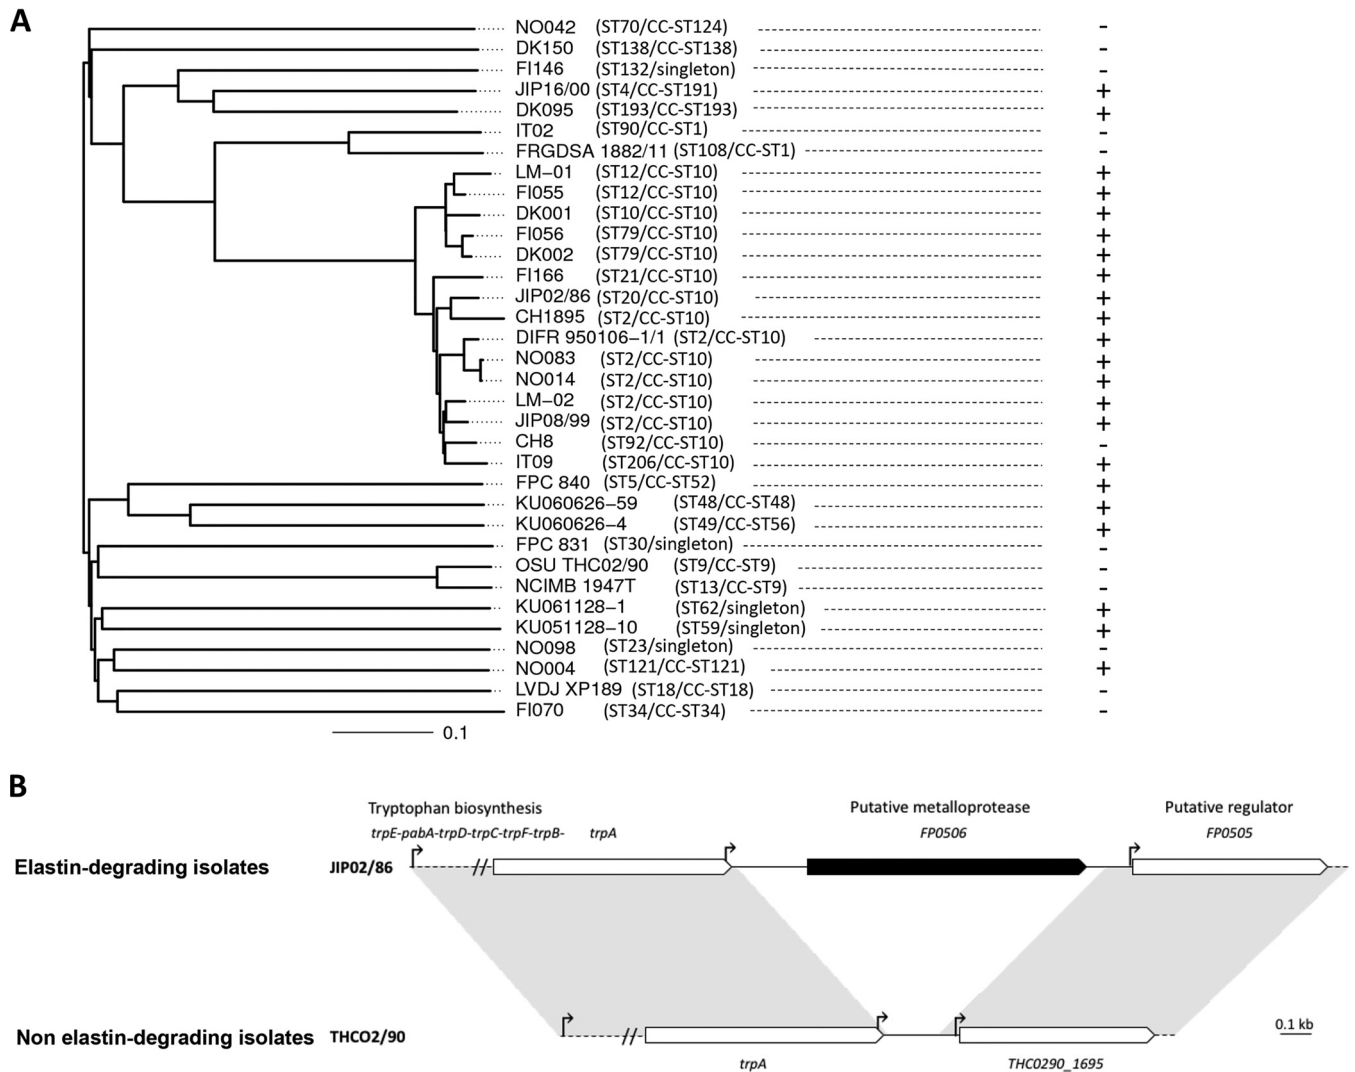 A
NO042 (ST70/CC-ST124) -
DK150 (ST138/CC-ST138) -
FI146 (ST132/singleton) -
JIP16/00 (ST4/CC-ST191) +
DK095 (ST193/CC-ST193) +
IT02 (ST90/CC-ST1) -
FRGDSA 1882/11 (ST108/CC-ST1) -
LM–01 (ST12/CC-ST10) +
FI055 (ST12/CC-ST10) +
DK001 (ST10/CC-ST10) +
FI056 (ST79/CC-ST10) +
DK002 (ST79/CC-ST10) +
FI166 (ST21/CC-ST10) +
JIP02/86 (ST20/CC-ST10) +
CH1895 (ST2/CC-ST10) +
DIFR 950106–1/1 (ST2/CC-ST10) +
NO083 (ST2/CC-ST10) +
NO014 (ST2/CC-ST10) +
LM–02 (ST2/CC-ST10) +
JIP08/99 (ST2/CC-ST10) +
CH8 (ST92/CC-ST10) -
IT09 (ST206/CC-ST10) +
FPC 840 (ST5/CC-ST52) +
KU060626–59 (ST48/CC-ST48) +
KU060626–4 (ST49/CC-ST56) +
FPC 831 (ST30/singleton) -
OSU THC02/90 (ST9/CC-ST9) -
NCIMB 1947T (ST13/CC-ST9) -
KU061128–1 (ST62/singleton) +
KU051128–10 (ST59/singleton) +
NO098 (ST23/singleton) -
NO004 (ST121/CC-ST121) +
LVDJ XP189 (ST18/CC-ST18) -
FI070 (ST34/CC-ST34) -
0.1
B
Tryptophan biosynthesis Putative metalloprotease Putative regulator
trpE-pabA-trpD-trpC-trpF-trpB- trpA FP0506 FP0505
Elastin-degrading isolates JIP02/86 //
Non elastin-degrading isolates THCO2/90 // 0.1 kb
trpA THC0290_1695